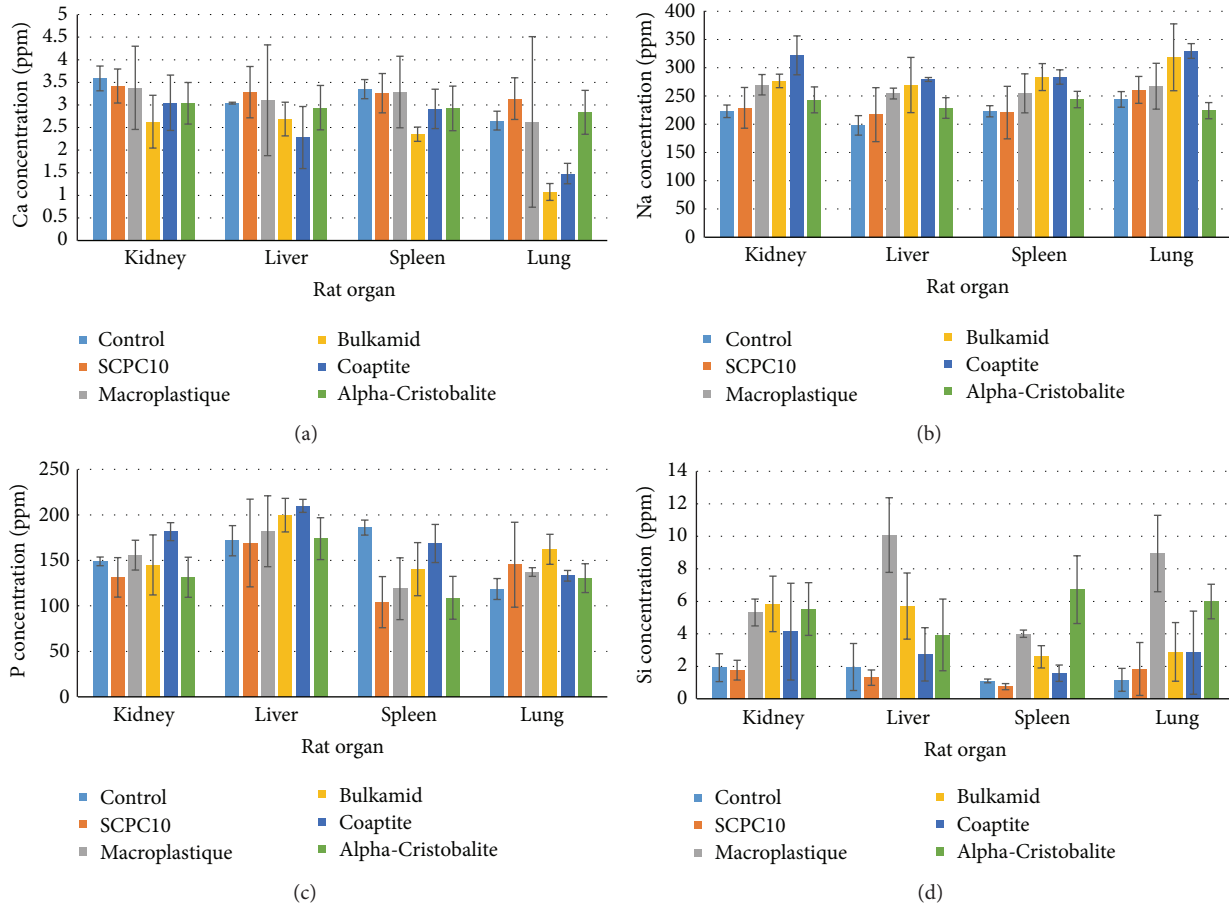 Ca concentration (ppm)
5
4.5
4
3.5
3
2.5
2
1.5
1
0.5
0
Kidney Liver Spleen Lung
Rat organ
Control
SCPC10
Macroplastique
Bulkamid
Coaptite
Alpha-Cristobalite
(a)
Na concentration (ppm)
400
350
300
250
200
150
100
50
0
Kidney Liver Spleen Lung
Rat organ
Control
SCPC10
Macroplastique
Bulkamid
Coaptite
Alpha-Cristobalite
(b)
P concentration (ppm)
250
200
150
100
50
0
Kidney Liver Spleen Lung
Rat organ
Control
SCPC10
Macroplastique
Bulkamid
Coaptite
Alpha-Cristobalite
(c)
Si concentration (ppm)
14
12
10
8
6
4
2
0
Kidney Liver Spleen Lung
Rat organ
Control
SCPC10
Macroplastique
Bulkamid
Coaptite
Alpha-Cristobalite
(d)